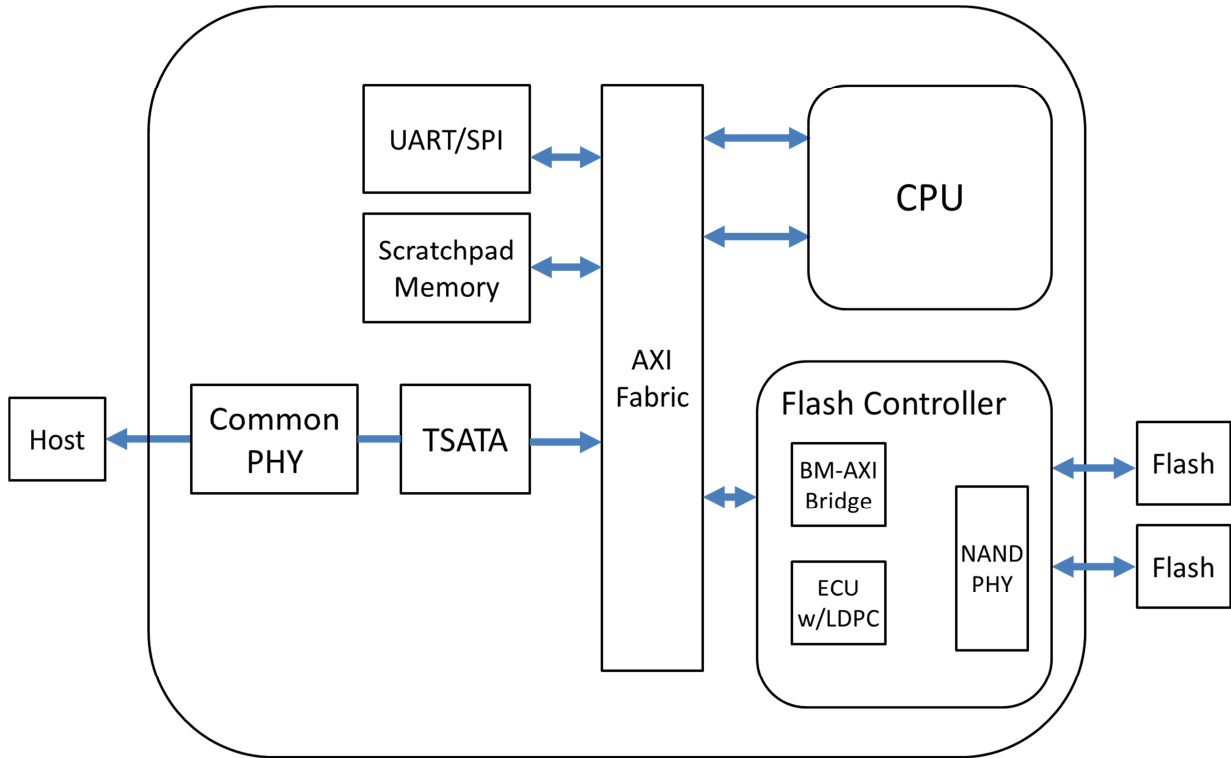 UART/SPI
Scratchpad
Memory
AXI
Fabric
CPU
Host
Common
PHY
TSATA
Flash Controller
BM-AXI
Bridge
ECU
w/LDPC
NAND
PHY
Flash
Flash